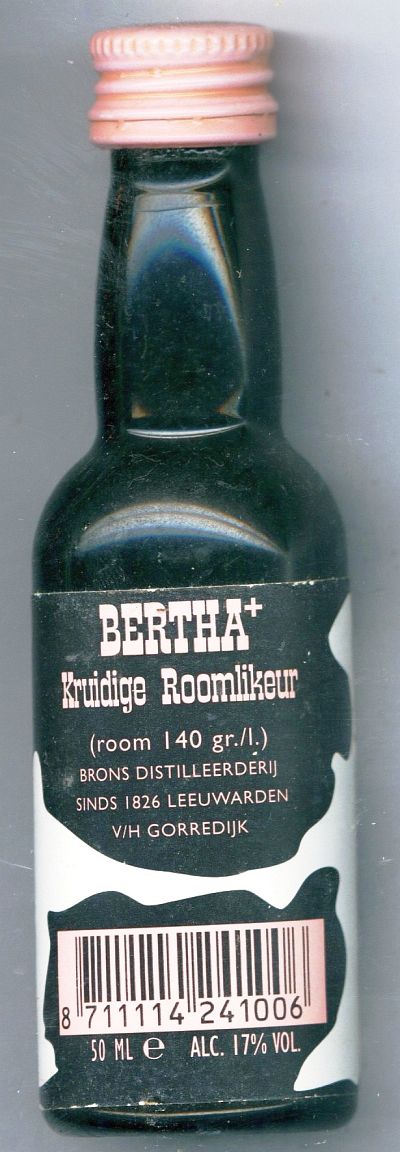 BERTHA+
Kruidige Roomlikeur
(room 140 gr./l.)
BRONS DISTILLEERDERIJ
SINDS 1826 LEEUWARDEN
V/H GORREDIJK
8 711114 241006
50 ML ℮ ALC. 17% VOL.